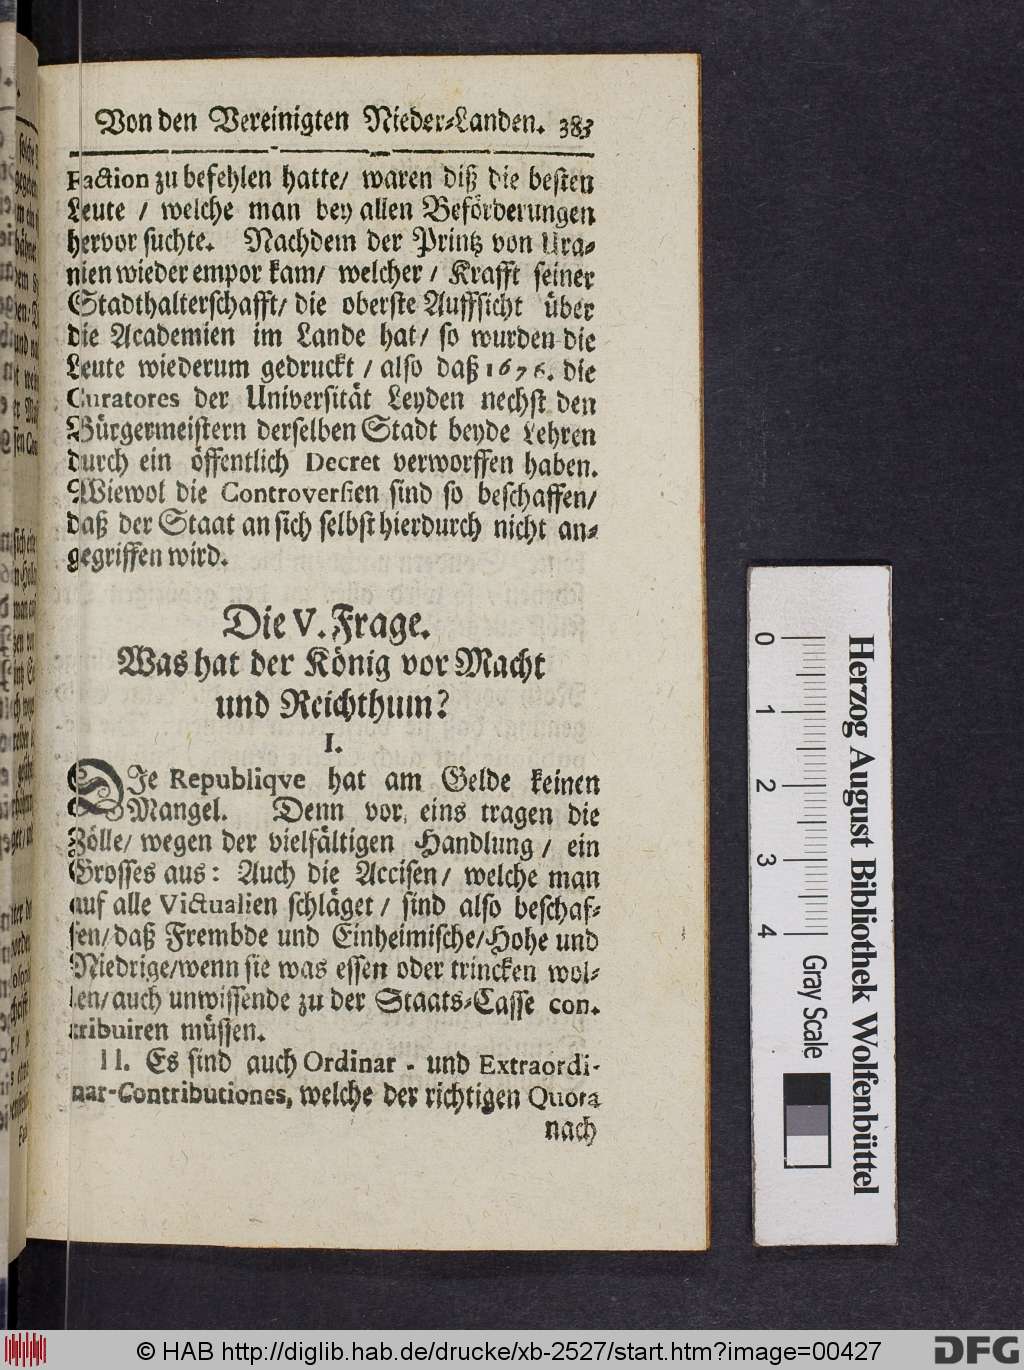 Von den Vereinigten Nieder-Landen. 383
Faction zu befehlen hatte/ waren diß die besten
Leute / welche man bey allen Beförderungen
hervor suchte. Nachdem der Printz von Ura-
nien wieder empor kam/ welcher / Krafft seiner
Stadthalterschafft/ die oberste Auffsicht über
die Academien im Lande hat/ so wurden die
Leute wiederum gedruckt / also daß 1676. die
Curatores der Universität Leyden nechst den
Bürgermeistern derselben Stadt beyde Lehren
durch ein öffentlich Decret verworffen haben.
Wiewol die Controversien sind so beschaffen/
daß der Staat an sich selbst hierdurch nicht an-
gegriffen wird.
Die V. Frage.
Was hat der König vor Macht
und Reichthum?
I.
DJe Republiqve hat am Gelde keinen
Mangel. Denn vor eins tragen die
Zölle/ wegen der vielfältigen Handlung / ein
Grosses aus: Auch die Accisen/ welche man
auf alle Victualien schläget / sind also beschaf-
fen/ daß Frembde und Einheimische/ Hohe und
Niedrige/ wenn sie was essen oder trincken wol-
len/ auch unwissende zu der Staats-Casse con-
tribuiren müssen.
II. Es sind auch Ordinar- und Extraordi-
nar-Contributiones, welche der richtigen Quota
nach
0 1 2 3 4
Gray Scale
Herzog August Bibliothek Wolfenbüttel
© HAB http://diglib.hab.de/drucke/xb-2527/start.htm?image=00427
DFG